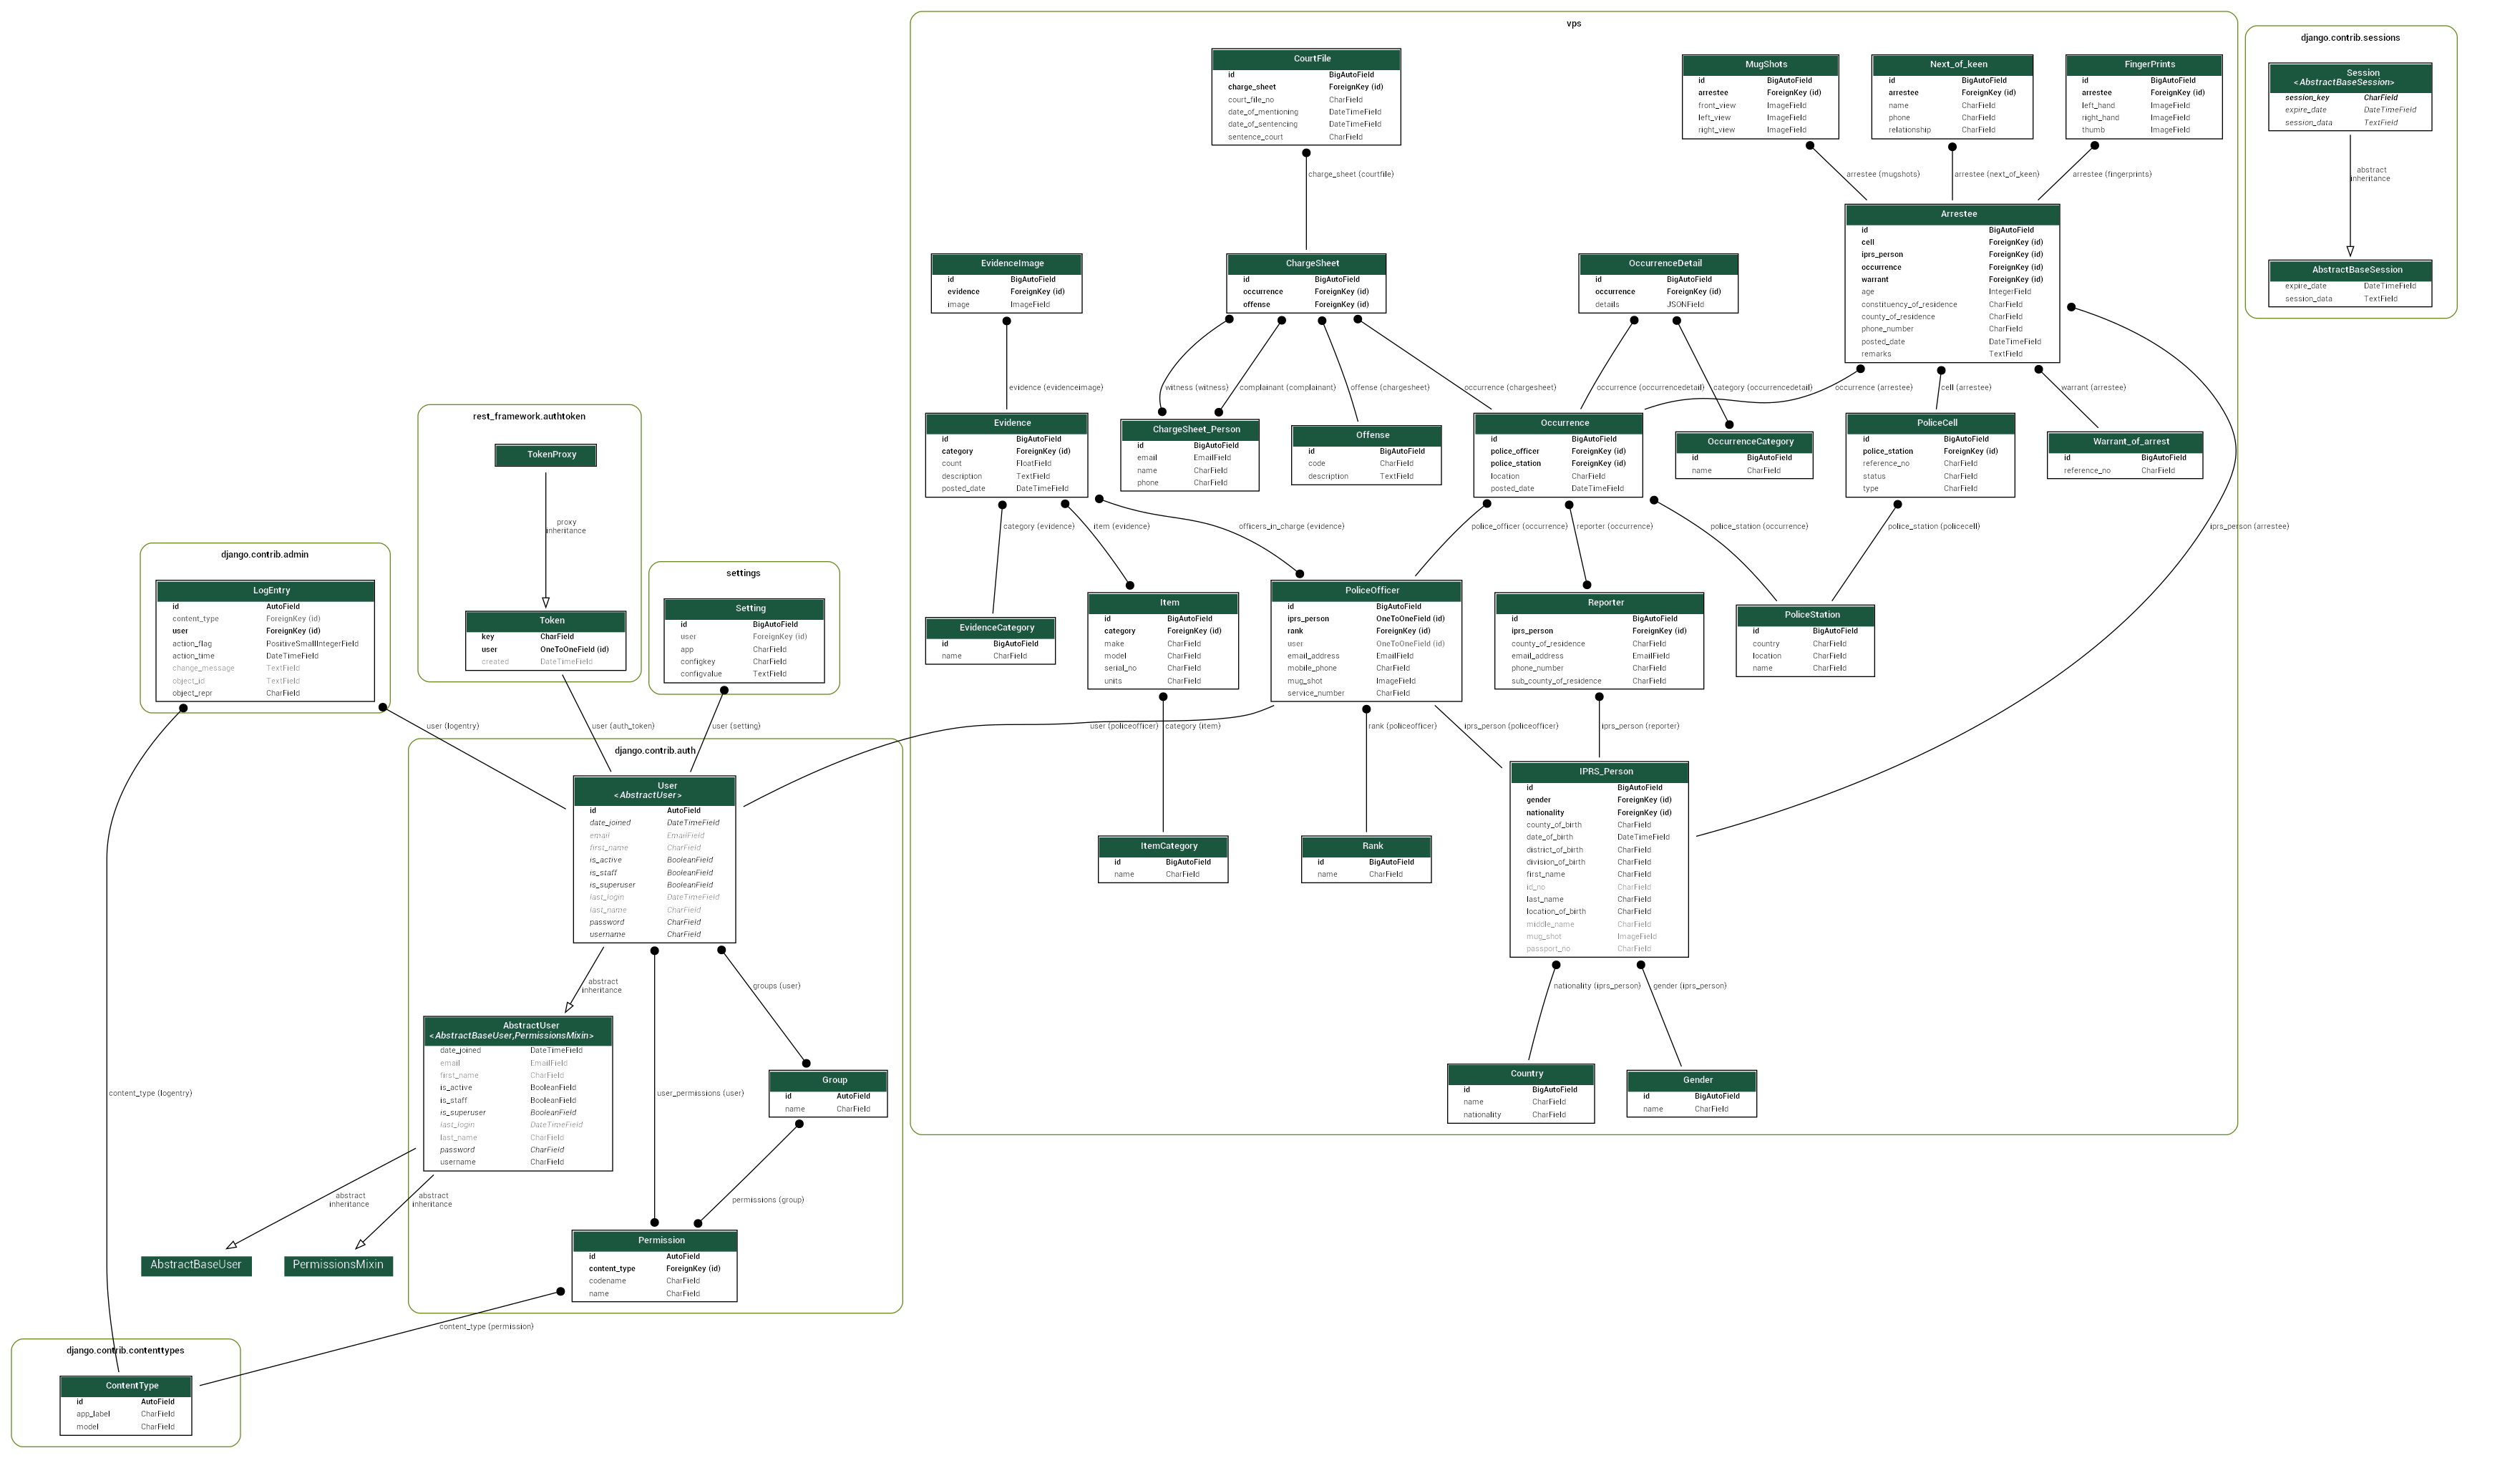 vps
CourtFile
id BigAutoField
charge_sheet ForeignKey (id)
court_file_no CharField
date_of_mentioning DateTimeField
date_of_sentencing DateTimeField
sentence_court CharField
MugShots
id BigAutoField
arrestee ForeignKey (id)
front_view ImageField
left_view ImageField
right_view ImageField
Next_of_keen
id BigAutoField
arrestee ForeignKey (id)
name CharField
phone CharField
relationship CharField
FingerPrints
id BigAutoField
arrestee ForeignKey (id)
left_hand ImageField
right_hand ImageField
thumb ImageField
django.contrib.sessions
Session
<AbstractBaseSession>
session_key CharField
expire_date DateTimeField
session_data TextField
abstract
inheritance
AbstractBaseSession
expire_date DateTimeField
session_data TextField
charge_sheet (courtfile)
arrestee (mugshots)
arrestee (next_of_keen)
arrestee (fingerprints)
Arrestee
id BigAutoField
cell ForeignKey (id)
iprs_person ForeignKey (id)
occurrence ForeignKey (id)
warrant ForeignKey (id)
age IntegerField
constituency_of_residence CharField
county_of_residence CharField
phone_number CharField
posted_date DateTimeField
remarks TextField
EvidenceImage
id BigAutoField
evidence ForeignKey (id)
image ImageField
ChargeSheet
id BigAutoField
occurrence ForeignKey (id)
offense ForeignKey (id)
OccurrenceDetail
id BigAutoField
occurrence ForeignKey (id)
details JSONField
evidence (evidenceimage)
witness (witness)
complainant (complainant)
offense (chargesheet)
occurrence (chargesheet)
occurrence (occurrencedetail)
category (occurrencedetail)
occurrence (arrestee)
cell (arrestee)
warrant (arrestee)
Evidence
id BigAutoField
category ForeignKey (id)
count FloatField
description TextField
posted_date DateTimeField
ChargeSheet_Person
id BigAutoField
email EmailField
name CharField
phone CharField
Offense
id BigAutoField
code CharField
description TextField
Occurrence
id BigAutoField
police_officer ForeignKey (id)
police_station ForeignKey (id)
location CharField
posted_date DateTimeField
OccurrenceCategory
id BigAutoField
name CharField
PoliceCell
id BigAutoField
police_station ForeignKey (id)
reference_no CharField
status CharField
type CharField
Warrant_of_arrest
id BigAutoField
reference_no CharField
category (evidence)
item (evidence)
officers_in_charge (evidence)
police_officer (occurrence)
reporter (occurrence)
police_station (occurrence)
police_station (policecell)
iprs_person (arrestee)
rest_framework.authtoken
TokenProxy
proxy
inheritance
Token
key CharField
user OneToOneField (id)
created DateTimeField
django.contrib.admin
LogEntry
id AutoField
content_type ForeignKey (id)
user ForeignKey (id)
action_flag PositiveSmallIntegerField
action_time DateTimeField
change_message TextField
object_id TextField
object_repr CharField
settings
Setting
id BigAutoField
user ForeignKey (id)
app CharField
configkey CharField
configvalue TextField
EvidenceCategory
id BigAutoField
name CharField
Item
id BigAutoField
category ForeignKey (id)
make CharField
model CharField
serial_no CharField
units CharField
PoliceOfficer
id BigAutoField
iprs_person OneToOneField (id)
rank ForeignKey (id)
user OneToOneField (id)
email_address EmailField
mobile_phone CharField
mug_shot ImageField
service_number CharField
Reporter
id BigAutoField
iprs_person ForeignKey (id)
county_of_residence CharField
email_address EmailField
phone_number CharField
sub_county_of_residence CharField
PoliceStation
id BigAutoField
country CharField
location CharField
name CharField
user (logentry)
user (auth_token)
user (setting)
user (policeofficer)
category (item)
rank (policeofficer)
iprs_person (policeofficer)
iprs_person (reporter)
django.contrib.auth
User
<AbstractUser>
id AutoField
date_joined DateTimeField
email EmailField
first_name CharField
is_active BooleanField
is_staff BooleanField
is_superuser BooleanField
last_login DateTimeField
last_name CharField
password CharField
username CharField
ItemCategory
id BigAutoField
name CharField
Rank
id BigAutoField
name CharField
IPRS_Person
id BigAutoField
gender ForeignKey (id)
nationality ForeignKey (id)
county_of_birth CharField
date_of_birth DateTimeField
district_of_birth CharField
division_of_birth CharField
first_name CharField
id_no CharField
last_name CharField
location_of_birth CharField
middle_name CharField
mug_shot ImageField
passport_no CharField
abstract
inheritance
groups (user)
nationality (iprs_person)
gender (iprs_person)
AbstractUser
<AbstractBaseUser,PermissionsMixin>
date_joined DateTimeField
email EmailField
first_name CharField
is_active BooleanField
is_staff BooleanField
is_superuser BooleanField
last_login DateTimeField
last_name CharField
password CharField
username CharField
content_type (logentry)
user_permissions (user)
Group
id AutoField
name CharField
Country
id BigAutoField
name CharField
nationality CharField
Gender
id BigAutoField
name CharField
abstract
inheritance
abstract
inheritance
permissions (group)
AbstractBaseUser
PermissionsMixin
Permission
id AutoField
content_type ForeignKey (id)
codename CharField
name CharField
content_type (permission)
django.contrib.contenttypes
ContentType
id AutoField
app_label CharField
model CharField